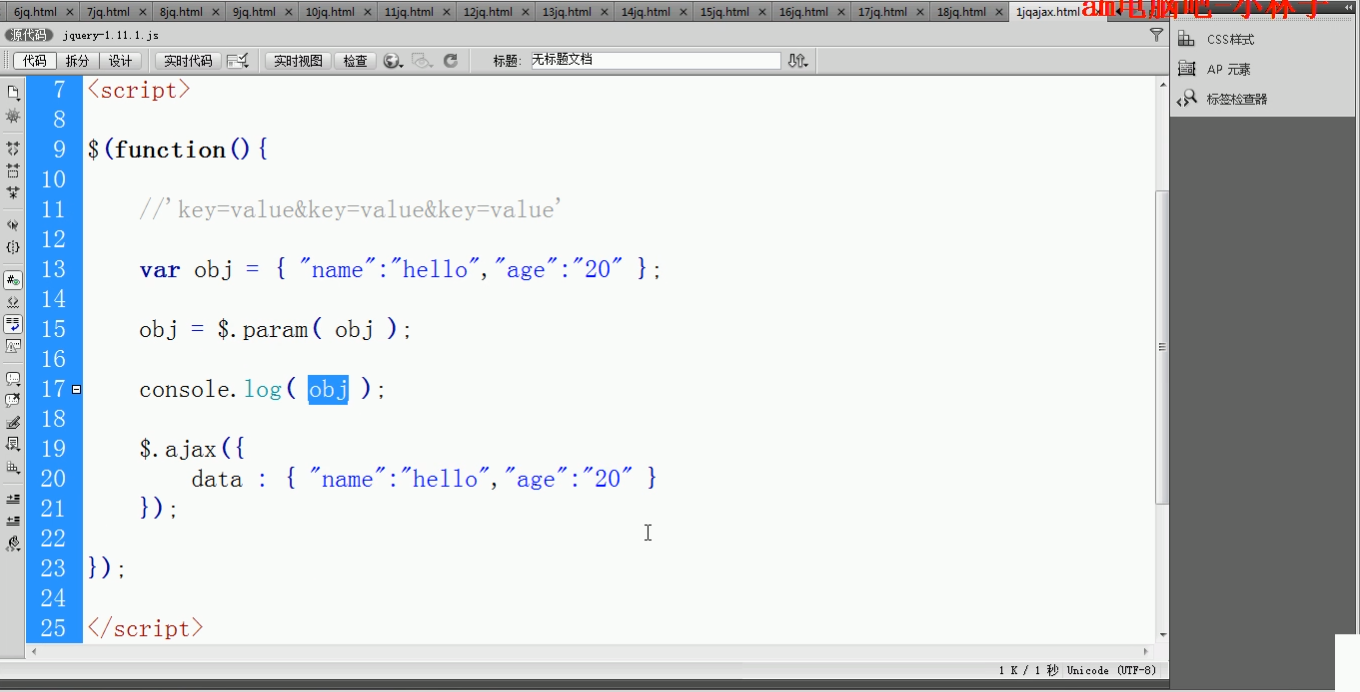 6jq.html × 7jq.html × 8jq.html × 9jq.html × 10jq.html × 11jq.html × 12jq.html × 13jq.html × 14jq.html × 15jq.html × 16jq.html × 17jq.html × 18jq.html × 1jqajax.html
源代码 jquery-1.11.1.js
代码 拆分 设计 实时代码 实时视图 检查 标题: 无标题文档
CSS样式
AP 元素
标签检查器
7 <script>
8
9 $(function(){
10
11 //'key=value&key=value&key=value'
12
13 var obj = { "name":"hello","age":"20" };
14
15 obj = $.param( obj );
16
17 console.log( obj );
18
19 $.ajax({
20 data : { "name":"hello","age":"20" }
21 });
22
23 });
24
25 </script>
1 K / 1 秒 Unicode (UTF-8)